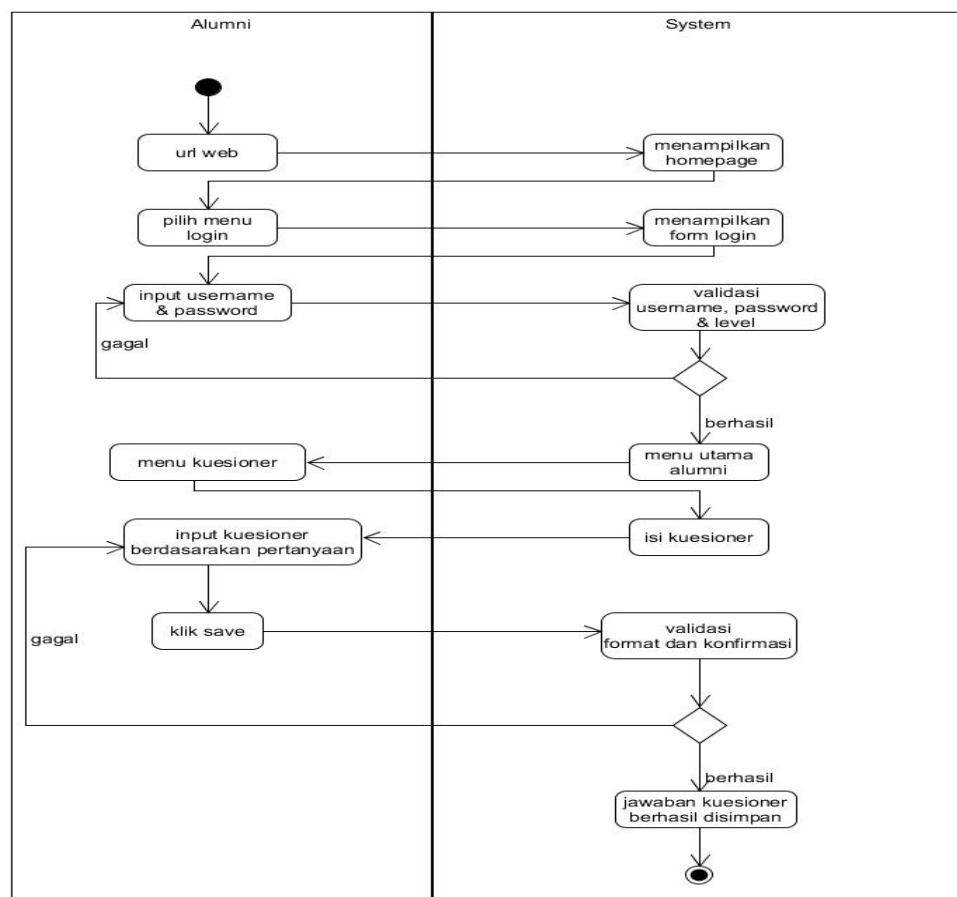 Alumni
System
url web
menampilkan
homepage
pilih menu
login
menampilkan
form login
input username
& password
validasi
username, password
& level
gagal
berhasil
menu kuesioner
menu utama
alumni
input kuesioner
berdasarakan pertanyaan
isi kuesioner
klik save
validasi
format dan konfirmasi
gagal
berhasil
jawaban kuesioner
berhasil disimpan